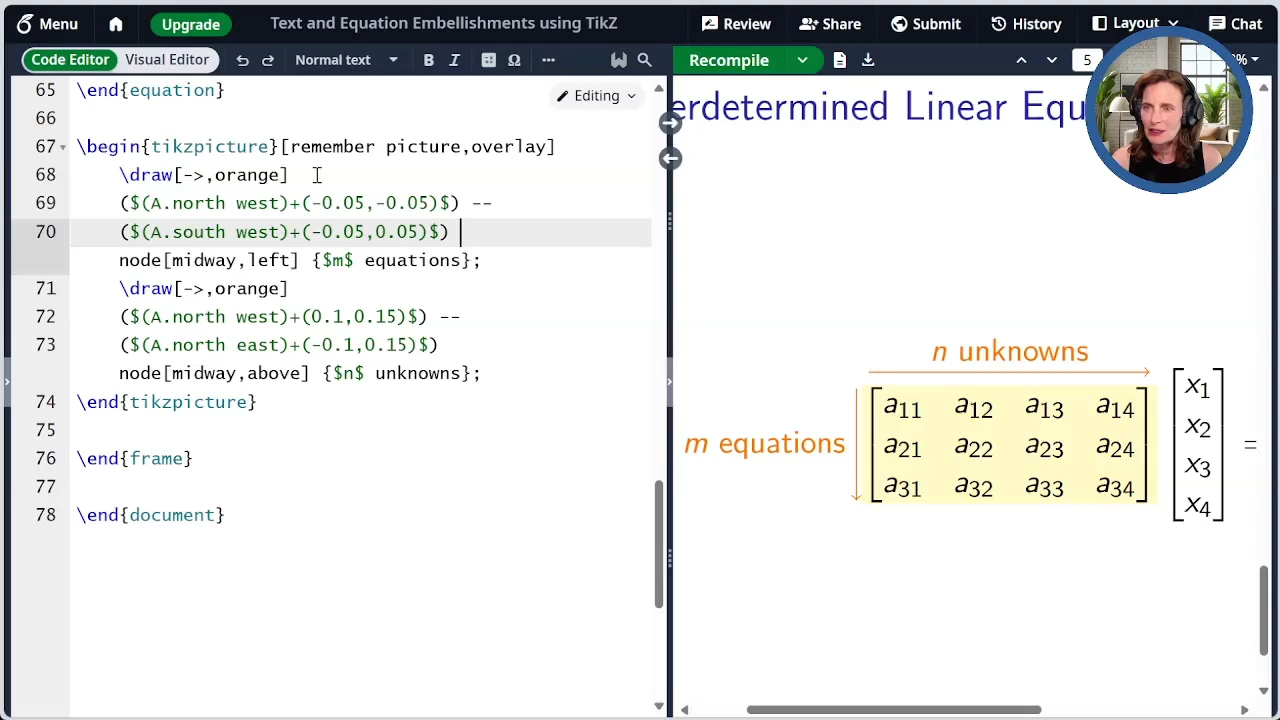 Menu Upgrade Text and Equation Embellishments using TikZ Review Share Submit History Layout Chat
Code Editor Visual Editor Normal text B I Ω Recompile 5 %
Editing
65 \end{equation}
66
67 \begin{tikzpicture}[remember picture,overlay]
68 \draw[->,orange]
69 ($(A.north west)+(-0.05,-0.05)$) --
70 ($(A.south west)+(-0.05,0.05)$)
node[midway,left] {$m$ equations};
71 \draw[->,orange]
72 ($(A.north west)+(0.1,0.15)$) --
73 ($(A.north east)+(-0.1,0.15)$)
node[midway,above] {$n$ unknowns};
74 \end{tikzpicture}
75
76 \end{frame}
77
78 \end{document}
erdetermined Linear Equ
n unknowns
m equations
a11 a12 a13 a14
a21 a22 a23 a24
a31 a32 a33 a34
x1
x2
x3
x4
=